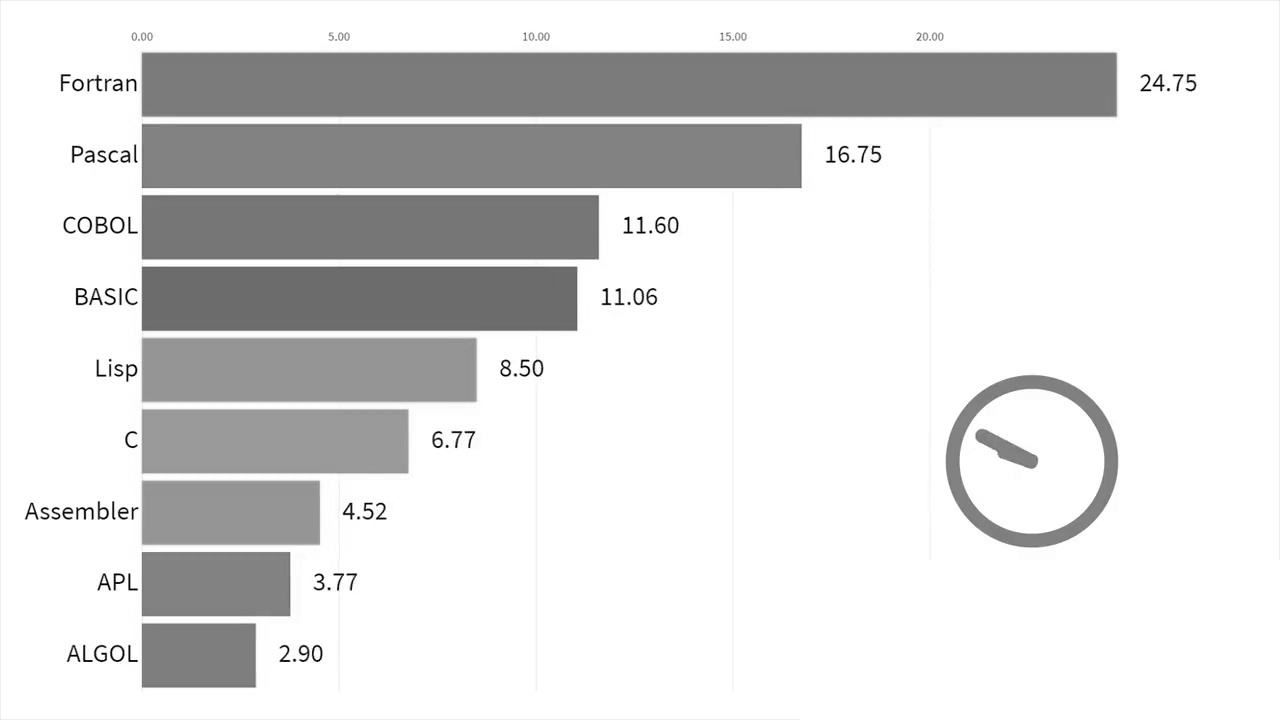 0.00 5.00 10.00 15.00 20.00
Fortran 24.75
Pascal 16.75
COBOL 11.60
BASIC 11.06
Lisp 8.50
C 6.77
Assembler 4.52
APL 3.77
ALGOL 2.90